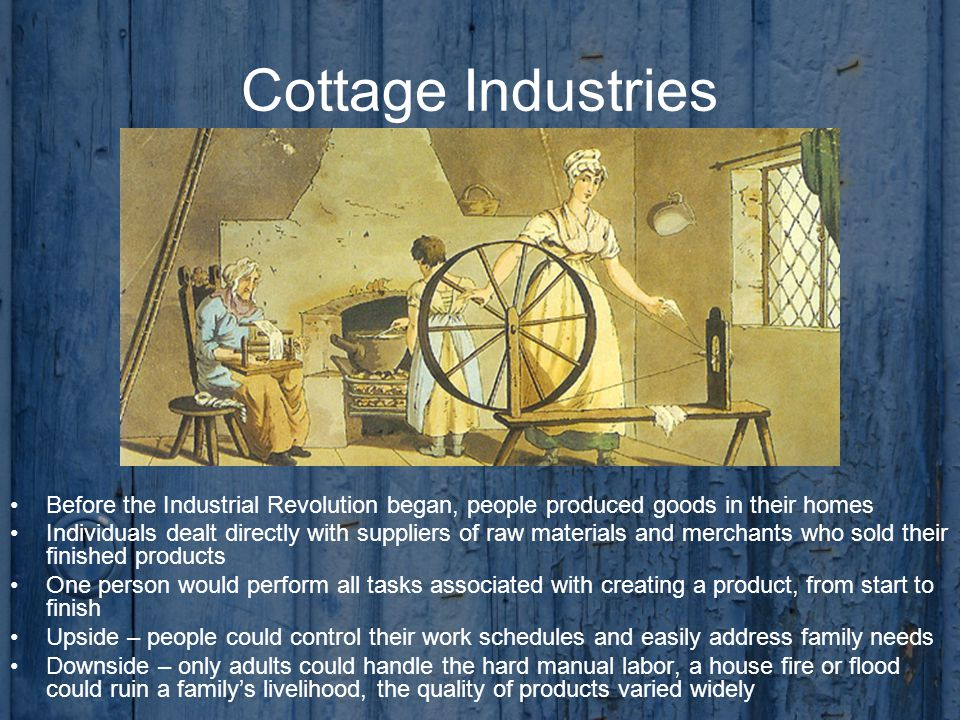 Cottage Industries
• Before the Industrial Revolution began, people produced goods in their homes
• Individuals dealt directly with suppliers of raw materials and merchants who sold their
finished products
• One person would perform all tasks associated with creating a product, from start to
finish
• Upside – people could control their work schedules and easily address family needs
• Downside – only adults could handle the hard manual labor, a house fire or flood
could ruin a family's livelihood, the quality of products varied widely